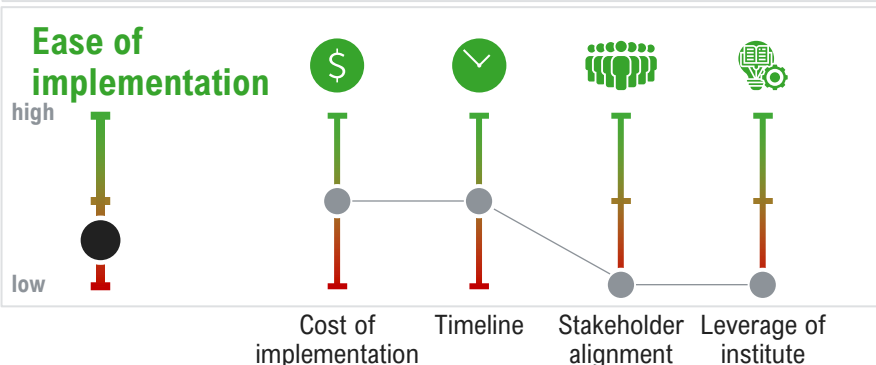 Ease of
implementation
$
high
low
Cost of
implementation
Timeline
Stakeholder
alignment
Leverage of
institute